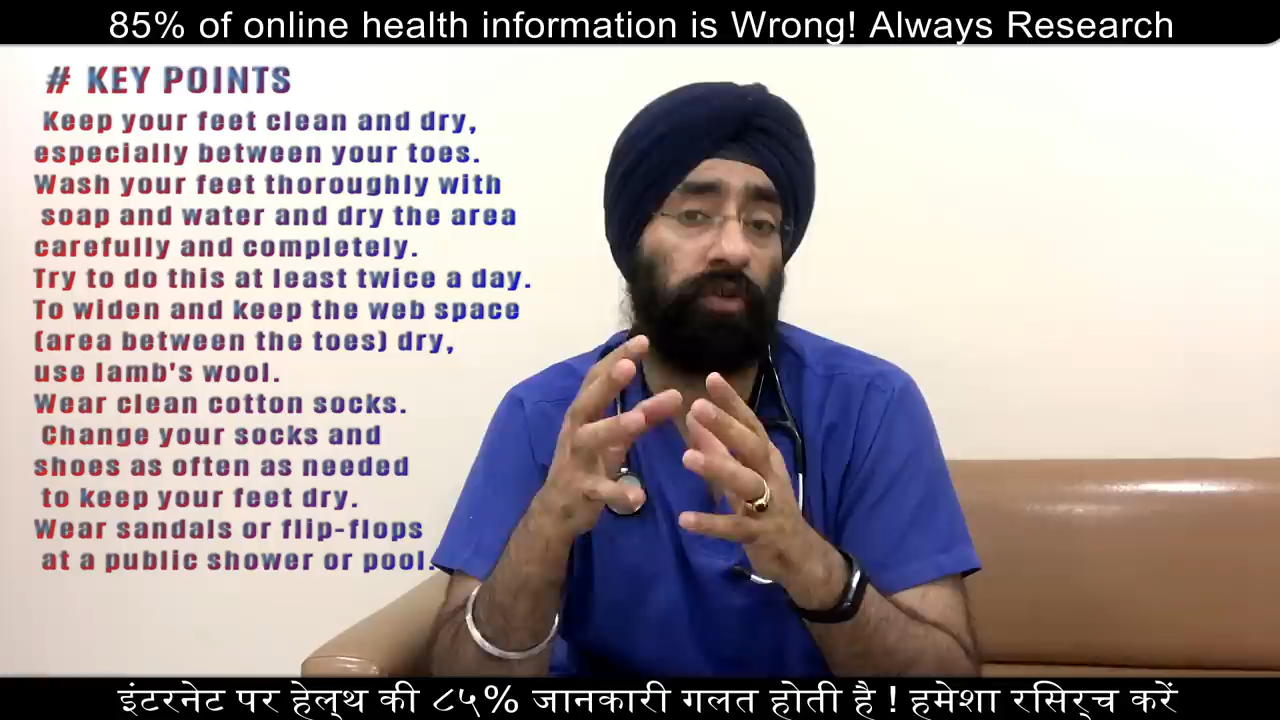 85% of online health information is Wrong! Always Research
# KEY POINTS
Keep your feet clean and dry,
especially between your toes.
Wash your feet thoroughly with
soap and water and dry the area
carefully and completely.
Try to do this at least twice a day.
To widen and keep the web space
(area between the toes) dry,
use lamb's wool.
Wear clean cotton socks.
Change your socks and
shoes as often as needed
to keep your feet dry.
Wear sandals or flip-flops
at a public shower or pool.
इंटरनेट पर हेल्थ की ८५% जानकारी गलत होती है ! हमेशा रिसर्च करें